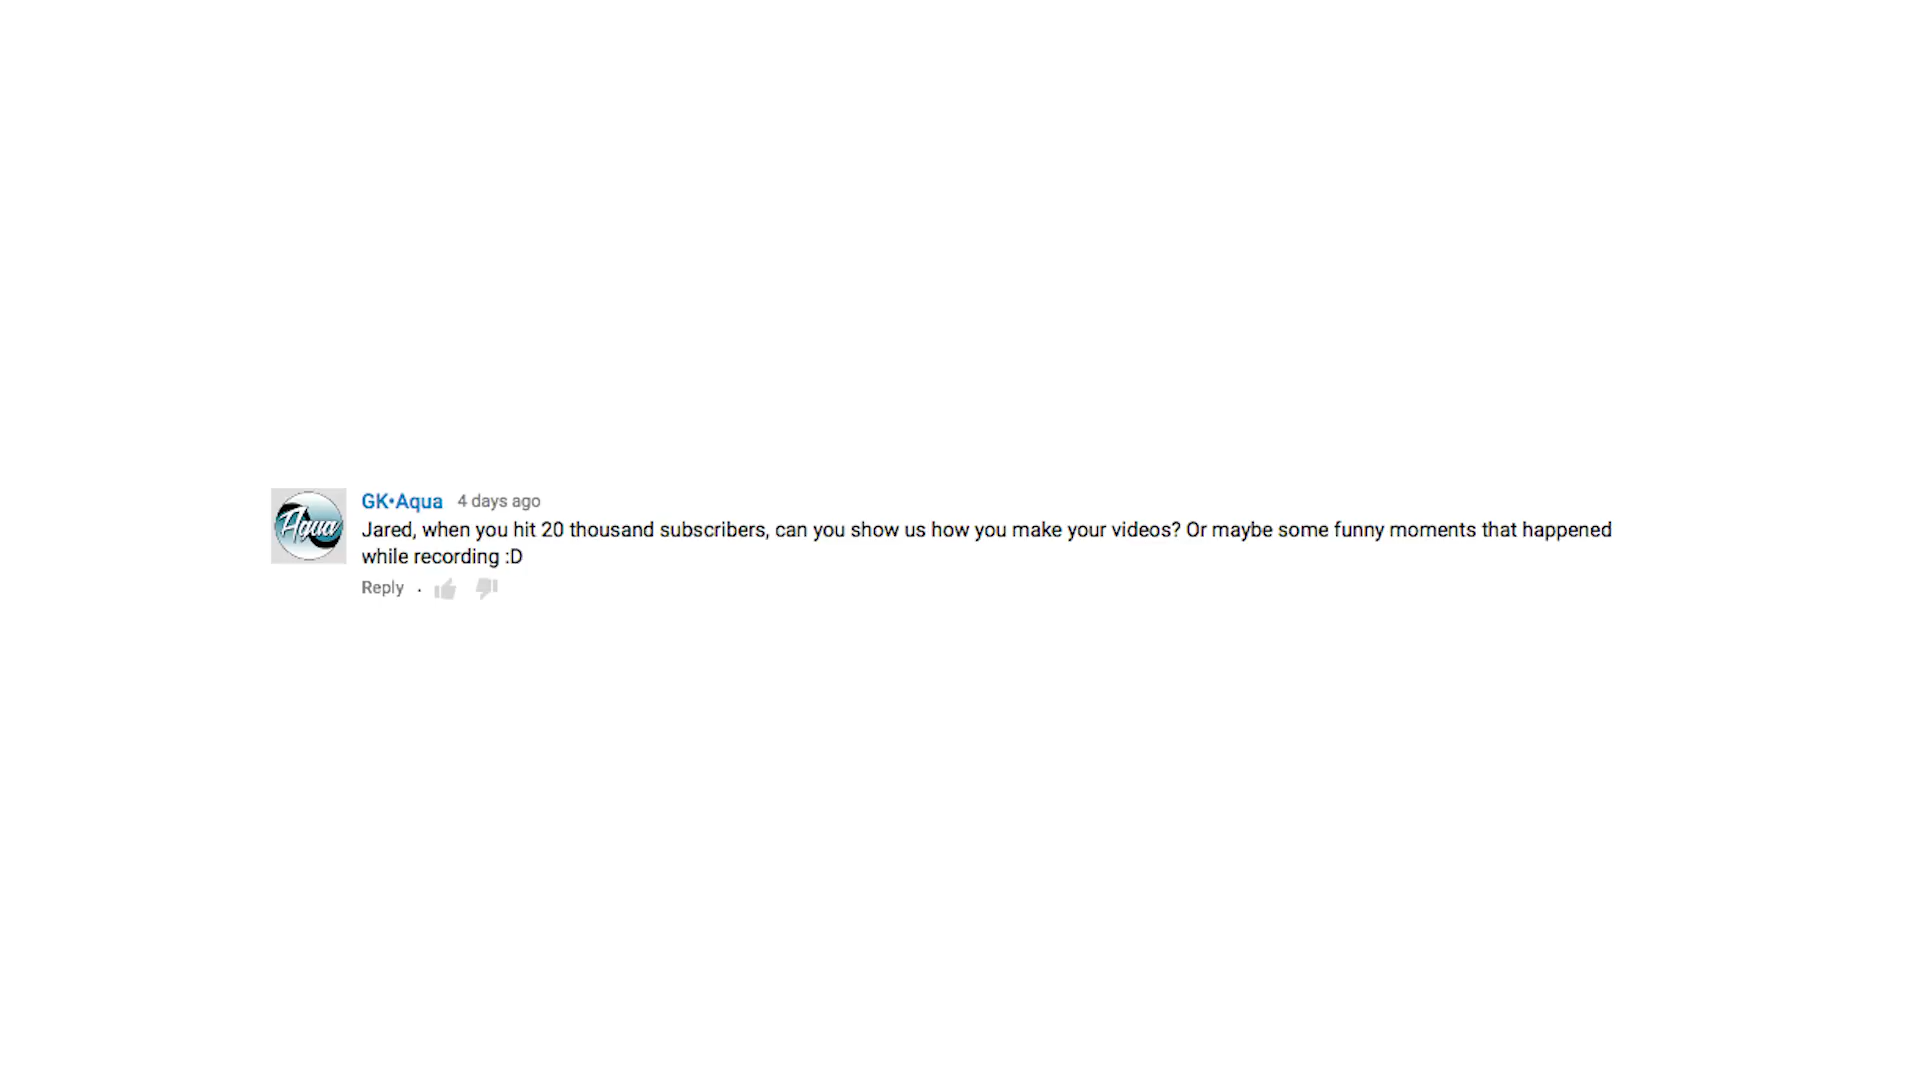 Aqua
GK•Aqua 4 days ago
Jared, when you hit 20 thousand subscribers, can you show us how you make your videos? Or maybe some funny moments that happened
while recording :D
Reply .